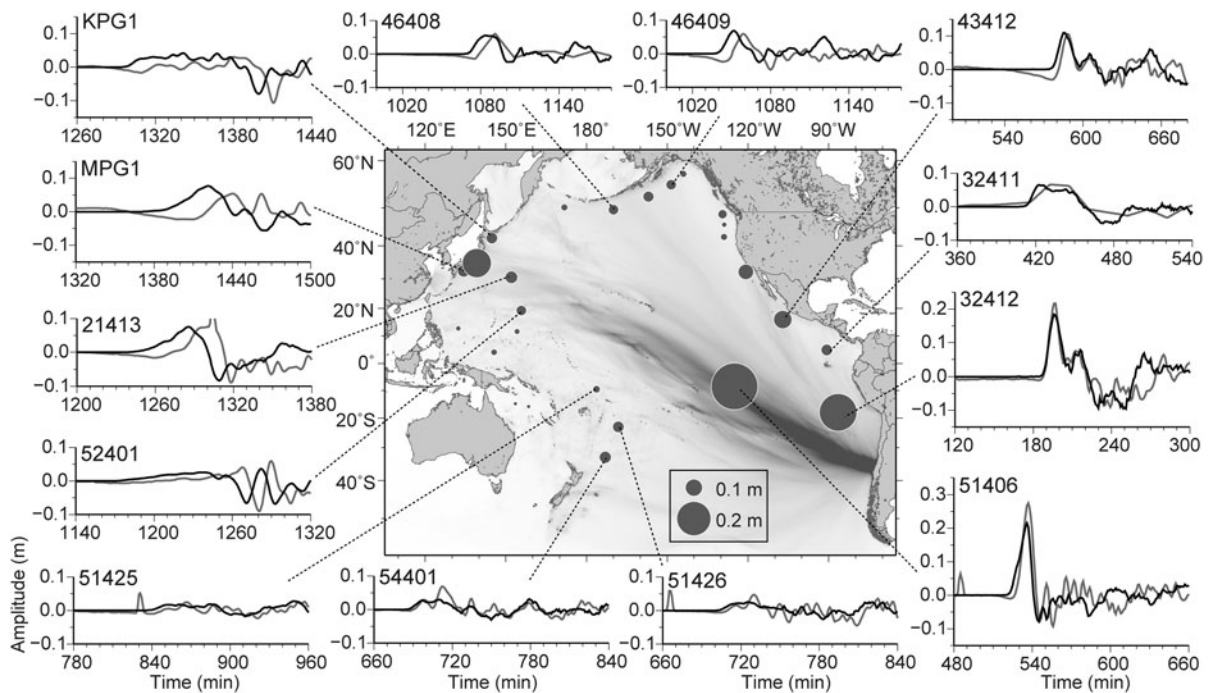 KPG1
0.1
0.0
−0.1
1260 1320 1380 1440
46408
0.1
0.0
−0.1
1020 1080 1140
46409
0.1
0.0
−0.1
1020 1080 1140
43412
0.1
0.0
−0.1
540 600 660
120˚E 150˚E 180˚ 150˚W 120˚W 90˚W
60˚N
40˚N
20˚N
0˚
20˚S
40˚S
0.1 m
0.2 m
MPG1
0.1
0.0
−0.1
1320 1380 1440 1500
32411
0.1
0.0
−0.1
360 420 480 540
21413
0.1
0.0
−0.1
1200 1260 1320 1380
32412
0.2
0.1
0.0
−0.1
120 180 240 300
52401
0.1
0.0
−0.1
1140 1200 1260 1320
51406
0.3
0.2
0.1
0.0
−0.1
480 540 600 660
Time (min)
Amplitude (m)
51425
0.1
0.0
−0.1
780 840 900 960
Time (min)
54401
0.1
0.0
−0.1
660 720 780 840
Time (min)
51426
0.1
0.0
−0.1
660 720 780 840
Time (min)